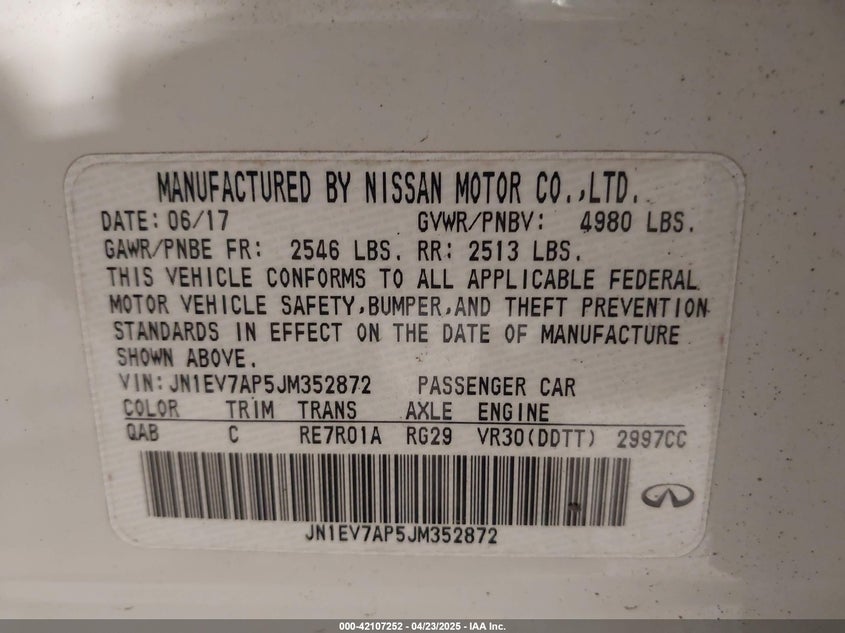 MANUFACTURED BY NISSAN MOTOR CO.,LTD.
DATE: 06/17 GVWR/PNBV: 4980 LBS.
GAWR/PNBE FR: 2546 LBS. RR: 2513 LBS.
THIS VEHICLE CONFORMS TO ALL APPLICABLE FEDERAL
MOTOR VEHICLE SAFETY,BUMPER,AND THEFT PREVENTION
STANDARDS IN EFFECT ON THE DATE OF MANUFACTURE
SHOWN ABOVE.
VIN: JN1EV7AP5JM352872 PASSENGER CAR
COLOR TRIM TRANS AXLE ENGINE
QAB C RE7R01A RG29 VR30(DDTT) 2997CC
JN1EV7AP5JM352872
000-42107252 - 04/23/2025 - IAA Inc.